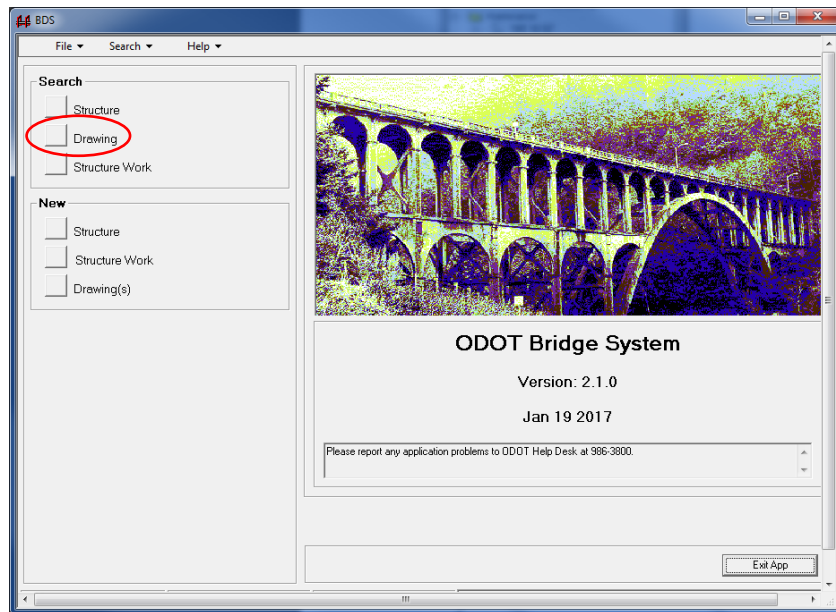 BDS
File Search Help
Search
Structure
Drawing
Structure Work
New
Structure
Structure Work
Drawing(s)
ODOT Bridge System
Version: 2.1.0
Jan 19 2017
Please report any application problems to ODOT Help Desk at 986-3800.
Exit App